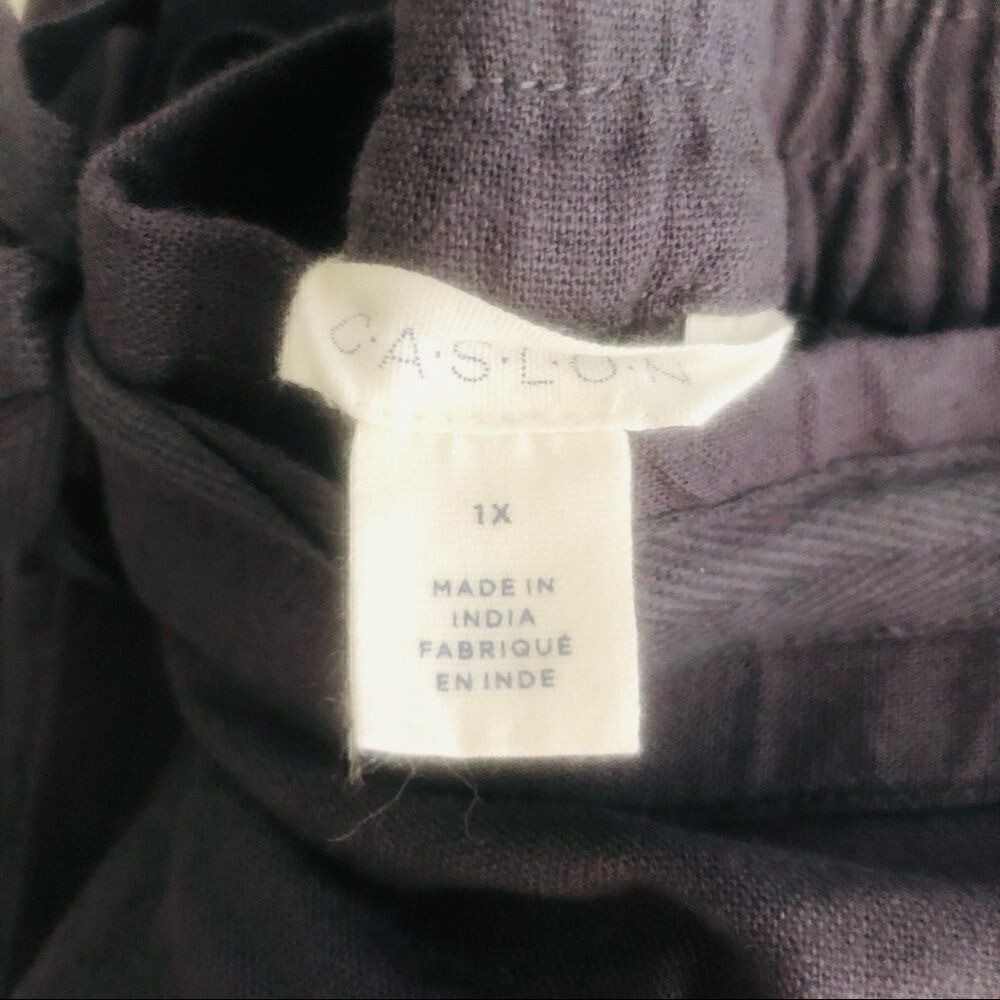 C·A·S·L·O·N
1X
MADE IN
INDIA
FABRIQUÉ
EN INDE